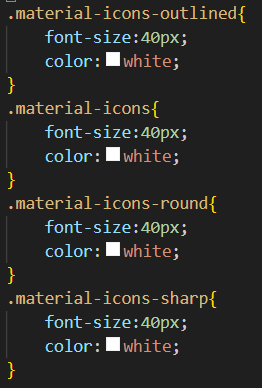 .material-icons-outlined{
    font-size:40px;
    color:white;
}
.material-icons{
    font-size:40px;
    color:white;
}
.material-icons-round{
    font-size:40px;
    color:white;
}
.material-icons-sharp{
    font-size:40px;
    color:white;
}